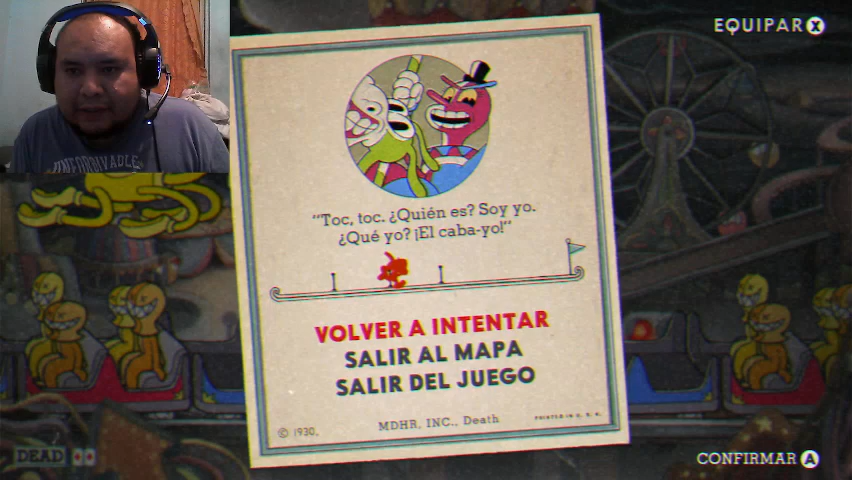 EQUIPAR X
UNFORGIVABLE
“Toc, toc. ¿Quién es? Soy yo.
¿Qué yo? ¡El caba-yo!“
VOLVER A INTENTAR
SALIR AL MAPA
SALIR DEL JUEGO
© 1930,
MDHR, INC., Death
PRINTED IN U. S. A.
DEAD
CONFIRMAR A